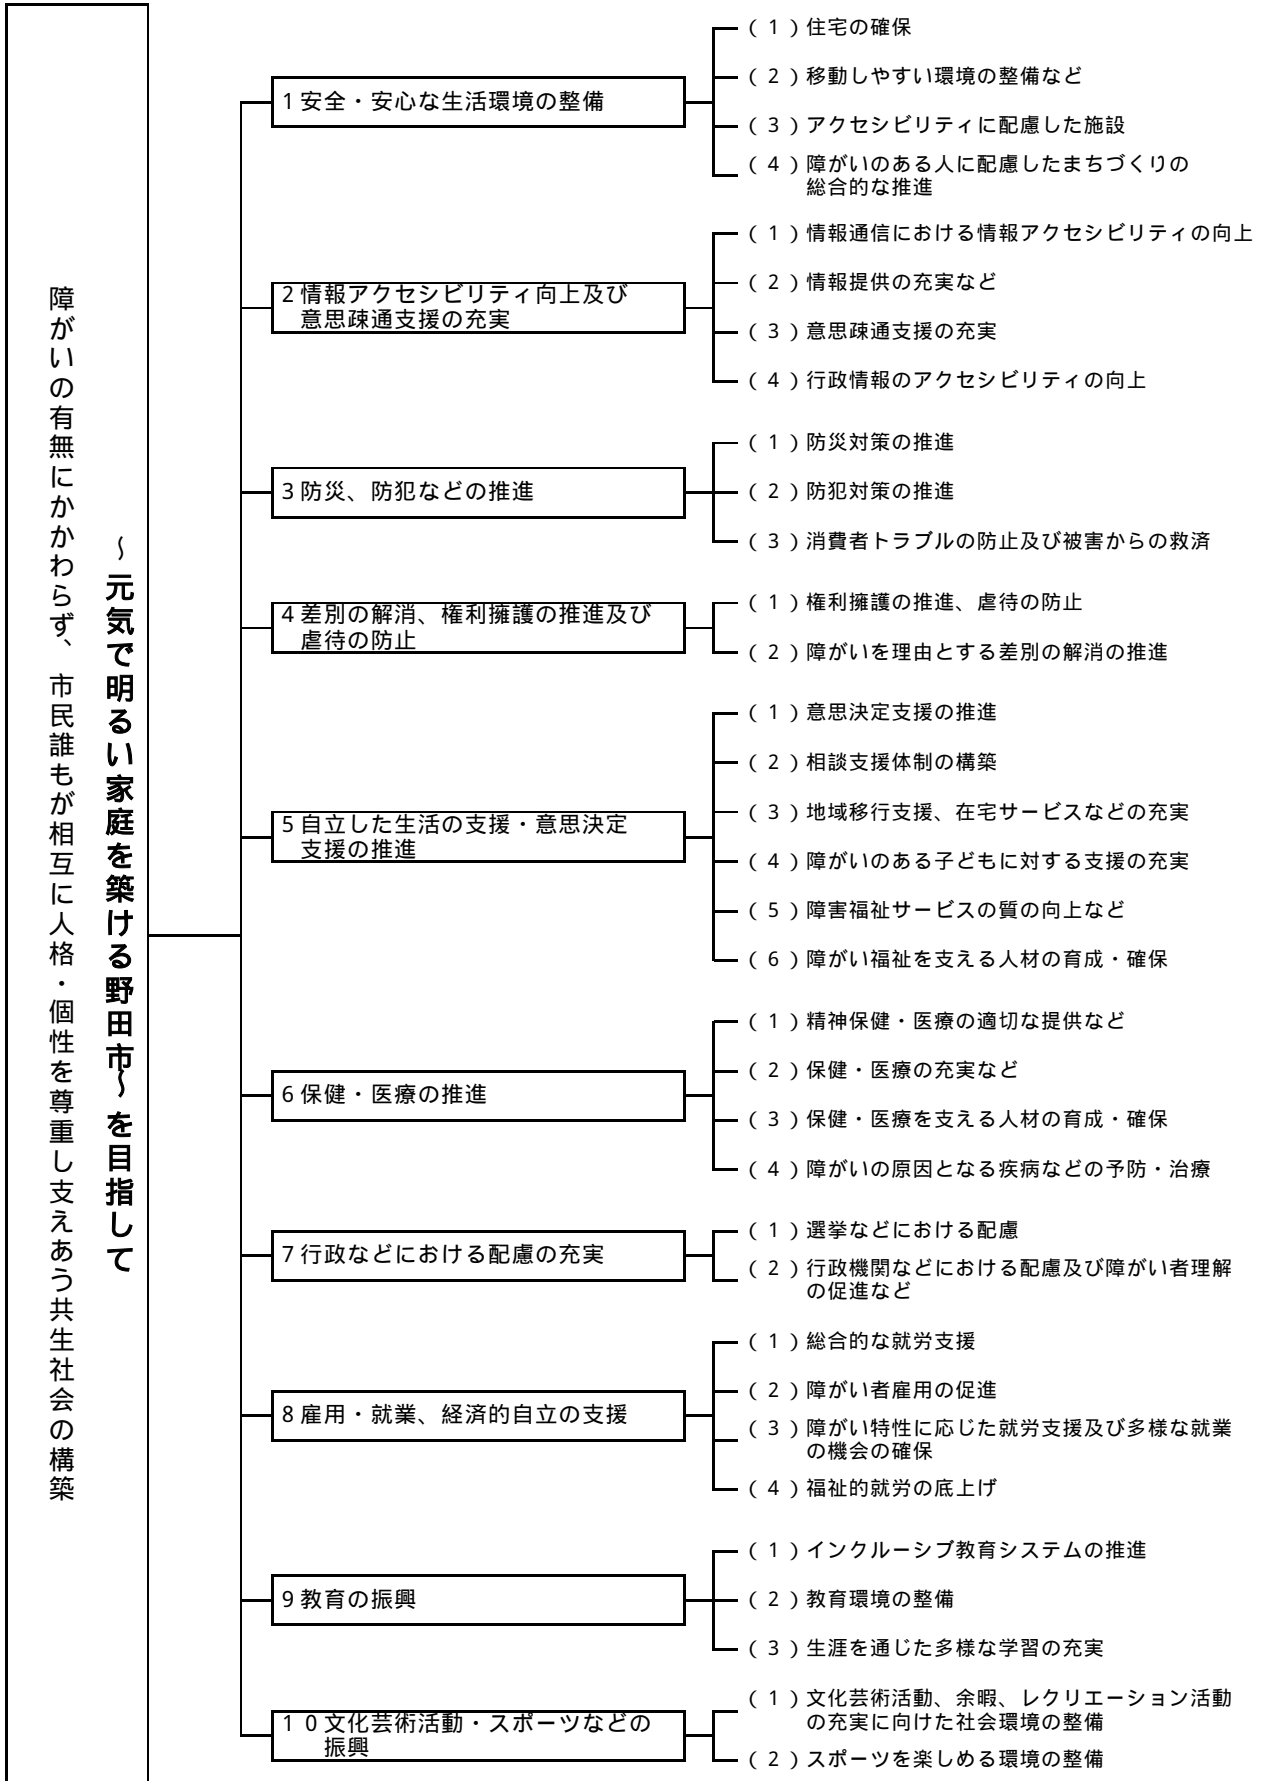 ～元気で明るい家庭を築ける野田市～を目指して
障がいの有無にかかわらず、市民誰もが相互に人格・個性を尊重し支えあう共生社会の構築
1 安全・安心な生活環境の整備
(1)住宅の確保
(2)移動しやすい環境の整備など
(3)アクセシビリティに配慮した施設
(4)障がいのある人に配慮したまちづくりの
総合的な推進
2 情報アクセシビリティ向上及び
意思疎通支援の充実
(1)情報通信における情報アクセシビリティの向上
(2)情報提供の充実など
(3)意思疎通支援の充実
(4)行政情報のアクセシビリティの向上
3 防災、防犯などの推進
(1)防災対策の推進
(2)防犯対策の推進
(3)消費者トラブルの防止及び被害からの救済
4 差別の解消、権利擁護の推進及び
虐待の防止
(1)権利擁護の推進、虐待の防止
(2)障がいを理由とする差別の解消の推進
5 自立した生活の支援・意思決定
支援の推進
(1)意思決定支援の推進
(2)相談支援体制の構築
(3)地域移行支援、在宅サービスなどの充実
(4)障がいのある子どもに対する支援の充実
(5)障害福祉サービスの質の向上など
(6)障がい福祉を支える人材の育成・確保
6 保健・医療の推進
(1)精神保健・医療の適切な提供など
(2)保健・医療の充実など
(3)保健・医療を支える人材の育成・確保
(4)障がいの原因となる疾病などの予防・治療
7 行政などにおける配慮の充実
(1)選挙などにおける配慮
(2)行政機関などにおける配慮及び障がい者理解
の促進など
8 雇用・就業、経済的自立の支援
(1)総合的な就労支援
(2)障がい者雇用の促進
(3)障がい特性に応じた就労支援及び多様な就業
の機会の確保
(4)福祉的就労の底上げ
9 教育の振興
(1)インクルーシブ教育システムの推進
(2)教育環境の整備
(3)生涯を通じた多様な学習の充実
10 文化芸術活動・スポーツなどの
振興
(1)文化芸術活動、余暇、レクリエーション活動
の充実に向けた社会環境の整備
(2)スポーツを楽しめる環境の整備